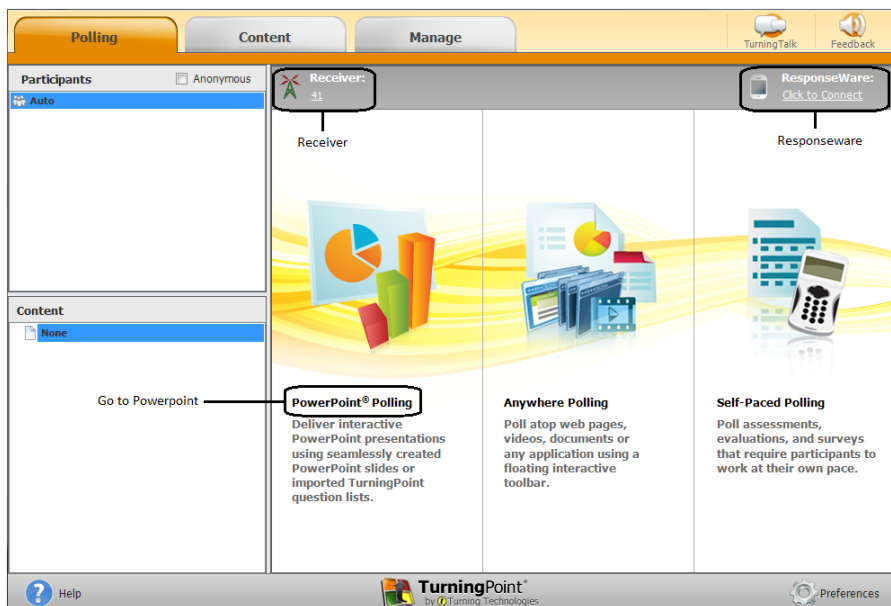 Polling
Content
Manage
TurningTalk
Feedback
Participants
Anonymous
Auto
Receiver:
41
ResponseWare:
Click to Connect
Receiver
Responseware
Content
None
Go to Powerpoint
PowerPoint® Polling
Deliver interactive
PowerPoint presentations
using seamlessly created
PowerPoint slides or
imported TurningPoint
question lists.
Anywhere Polling
Poll atop web pages,
videos, documents or
any application using a
floating interactive
toolbar.
Self-Paced Polling
Poll assessments,
evaluations, and surveys
that require participants to
work at their own pace.
Help
TurningPoint®
by Turning Technologies
Preferences